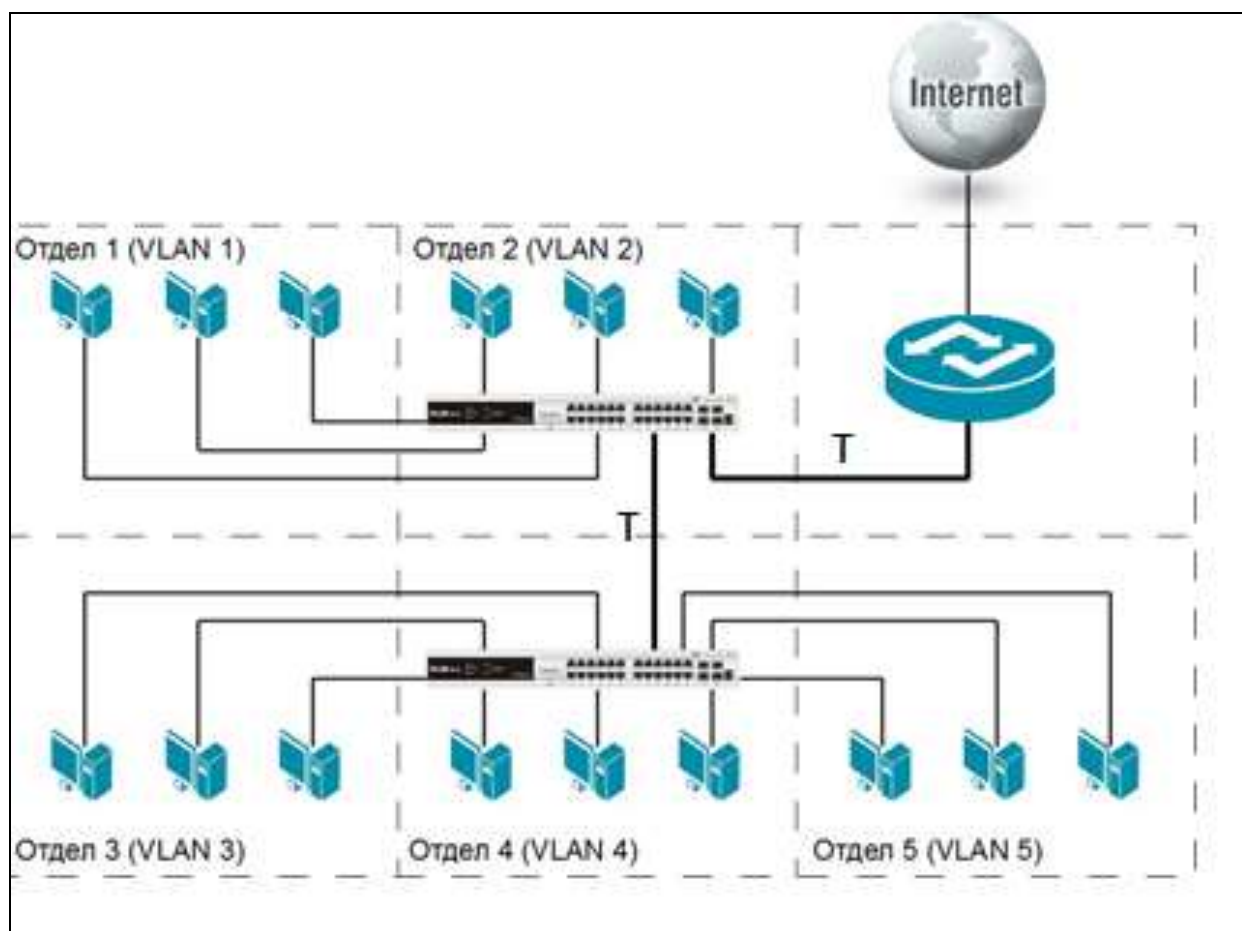 Internet
Отдел 1 (VLAN 1)
Отдел 2 (VLAN 2)
T
T
Отдел 3 (VLAN 3)
Отдел 4 (VLAN 4)
Отдел 5 (VLAN 5)